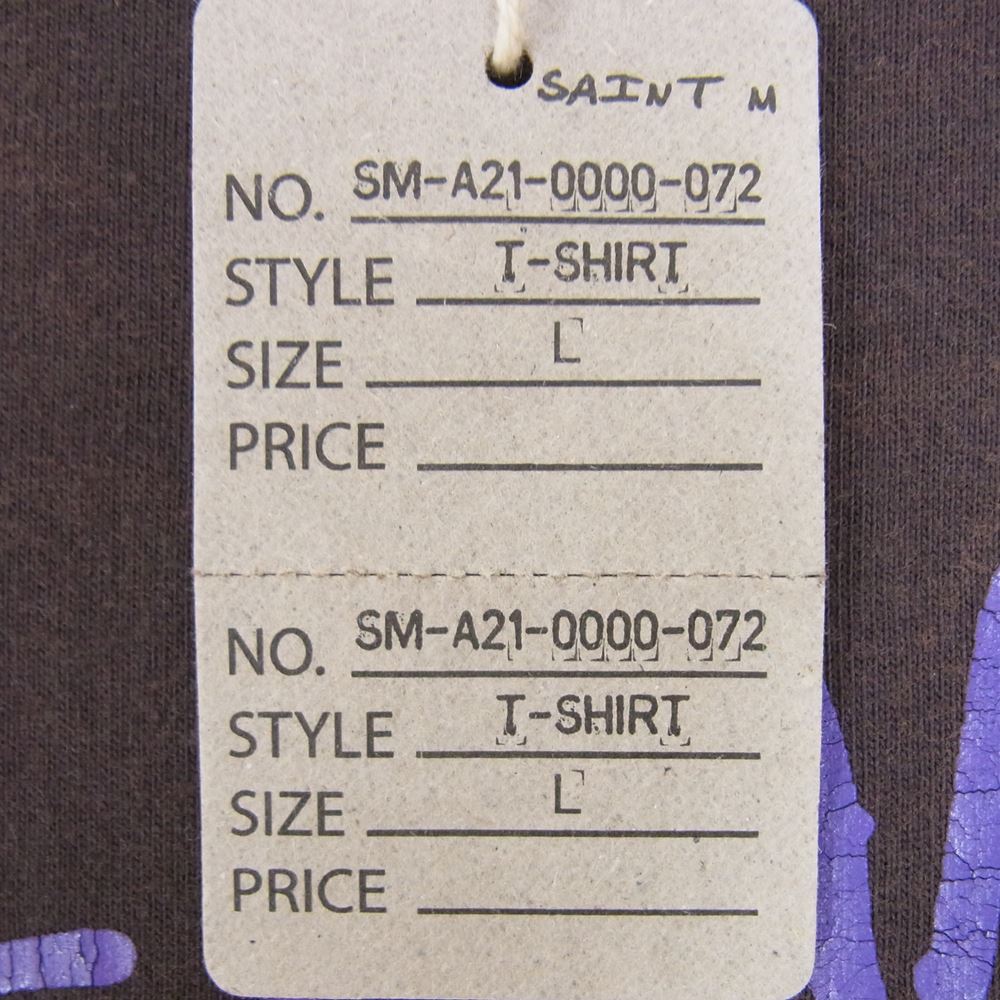 SAINT M
NO. SM-A21-0000-072
STYLE T-SHIRT
SIZE L
PRICE
NO. SM-A21-0000-072
STYLE T-SHIRT
SIZE L
PRICE